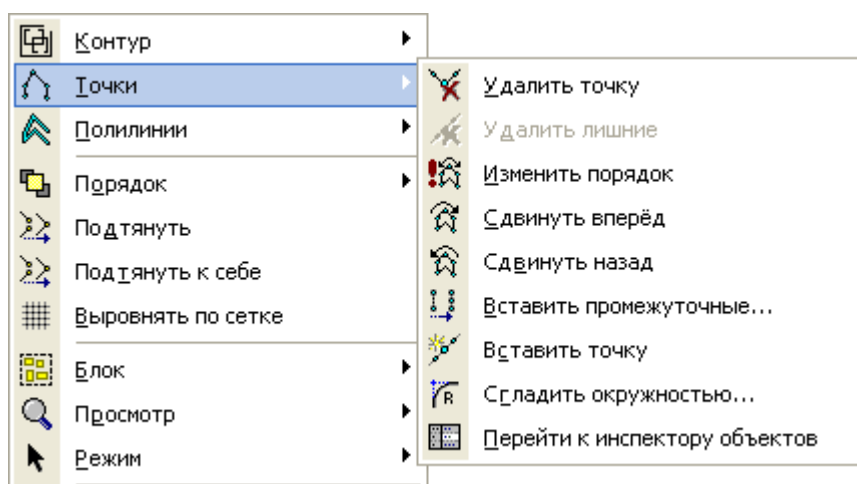 Контур
Точки
Полилинии
Порядок
Подтянуть
Подтянуть к себе
Выровнять по сетке
Блок
Просмотр
Режим
Удалить точку
Удалить лишние
Изменить порядок
Сдвинуть вперёд
Сдвинуть назад
Вставить промежуточные...
Вставить точку
Сгладить окружностью...
Перейти к инспектору объектов